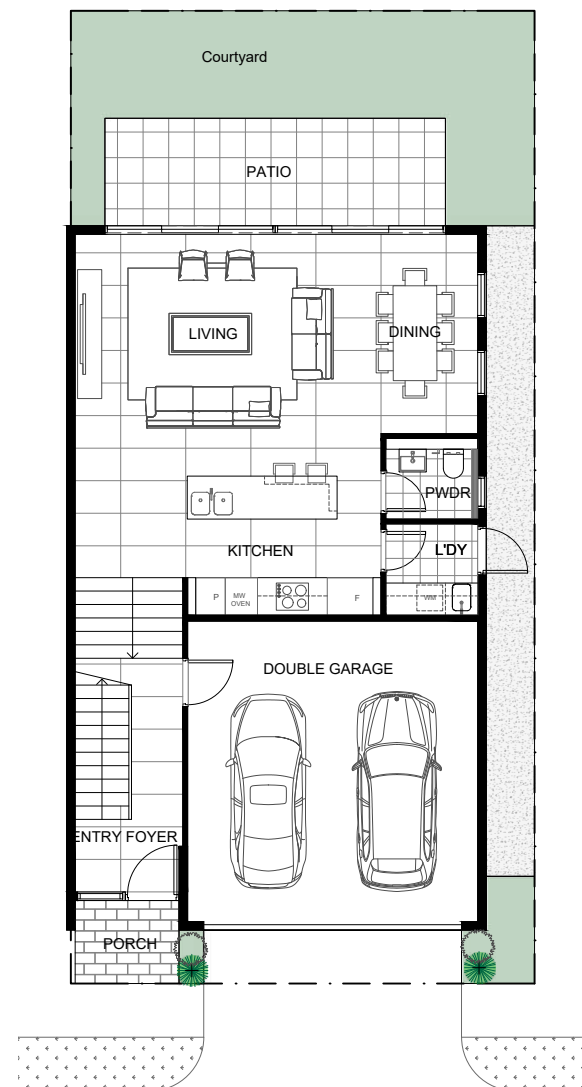 Courtyard
PATIO
LIVING
DINING
PWDR
KITCHEN
L'DY
P
MW
OVEN
F
WM
DOUBLE GARAGE
ENTRY FOYER
PORCH